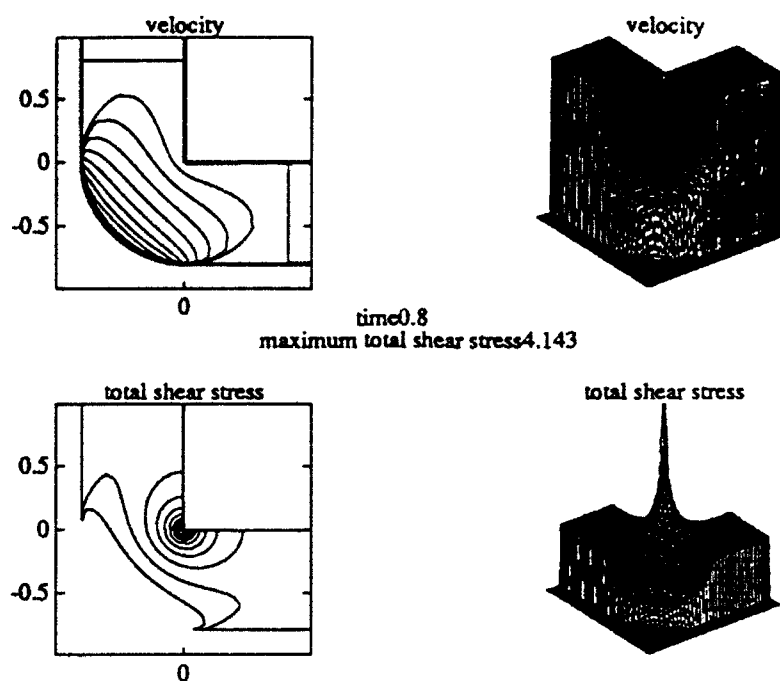 velocity
velocity
0.5
0
-0.5
0
time0.8
maximum total shear stress4.143
total shear stress
total shear stress
0.5
0
-0.5
0